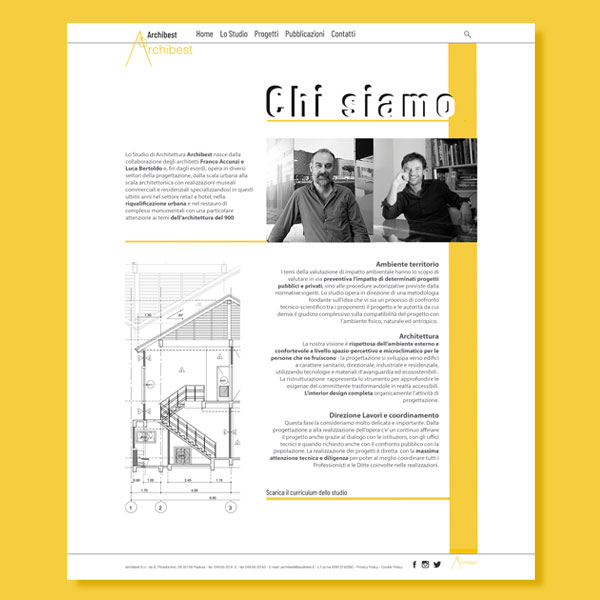 Archibest
Archibest
Home Lo Studio Progetti Pubblicazioni Contatti
Chi siamo
Lo Studio di Architettura Archibest nasce dalla
collaborazione degli architetti Franco Accunzi e
Luca Bertoldo e, fin dagli esordi, opera in diversi
settori della progettazione, dalla scala urbana alla
scala architettonica con realizzazioni museali
commerciali e residenziali specializzandosi in questi
ultimi anni nel settore retail e hotel, nella
riqualificazione urbana e nel restauro di
complessi monumentali con una particolare
attenzione ai temi dell'architettura del 900.
Ambiente territorio
I temi della valutazione di impatto ambientale hanno lo scopo di
valutare in via preventiva l'impatto di determinati progetti
pubblici e privati, sino alle procedure autorizzative previste dalla
normative vigenti. Lo studio opera in direzione di una metodologia
fondante sull'idea che vi sia un processo di confronto
tecnico-scientifico tra i proponenti il progetto e le autorità da cui
deriva il giudizio complessivo sulla compatibilità del progetto con
l'ambiente fisico, naturale ed antropico.
Architettura
La nostra visione è rispettosa dell'ambiente esterno e
confortevole a livello spazio percettivo e microclimatico per le
persone che ne fruiscono - la progettazione si sviluppa verso edifici
a carattere sanitario, direzionale, industriale e residenziale,
utilizzando tecnologie e materiali d'avanguardia ed ecosostenibili .
La ristrutturazione rappresenta lo strumento per approfondire le
esigenze del committente trasformandole in realtà accessibili.
L'interior design completa organicamente l'attività di
progettazione.
Direzione Lavori e coordinamento
Questa fase la consideriamo molto delicata e importante. Dalla
progettazione a alla realizzazione dell'opera c'e' un continuo affinare
il progetto anche grazie al dialogo con le istituzioni, con gli uffici
tecnici e quando richiesto anche con il confronto pubblico con la
popolazione. La realizzazione dei progetti è diretta con la massima
attenzione tecnica e diligenza per poter al meglio coordinare tutti i
Professionisti e le Ditte coinvolte nelle realizzazioni.
1 2 3
Scarica il curriculum dello studio
Privacy Policy - Cookie Policy
Archibest